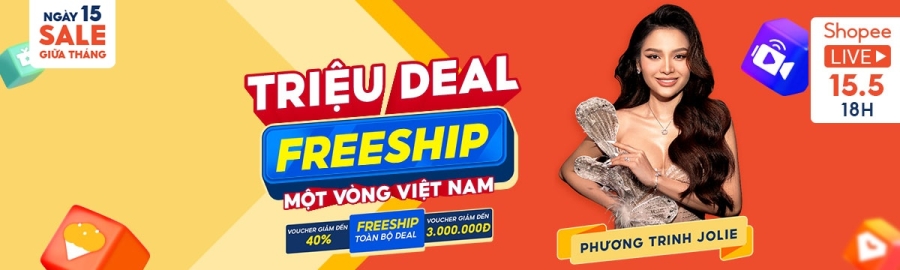 NGÀY 15
SALE
GIỮA THÁNG
TRIỆU DEAL
FREESHIP
MỘT VÒNG VIỆT NAM
VOUCHER GIẢM ĐẾN
40%
FREESHIP
TOÀN BỘ DEAL
VOUCHER GIẢM ĐẾN
3.000.000Đ
PHƯƠNG TRINH JOLIE
Shopee
LIVE
15.5
18H